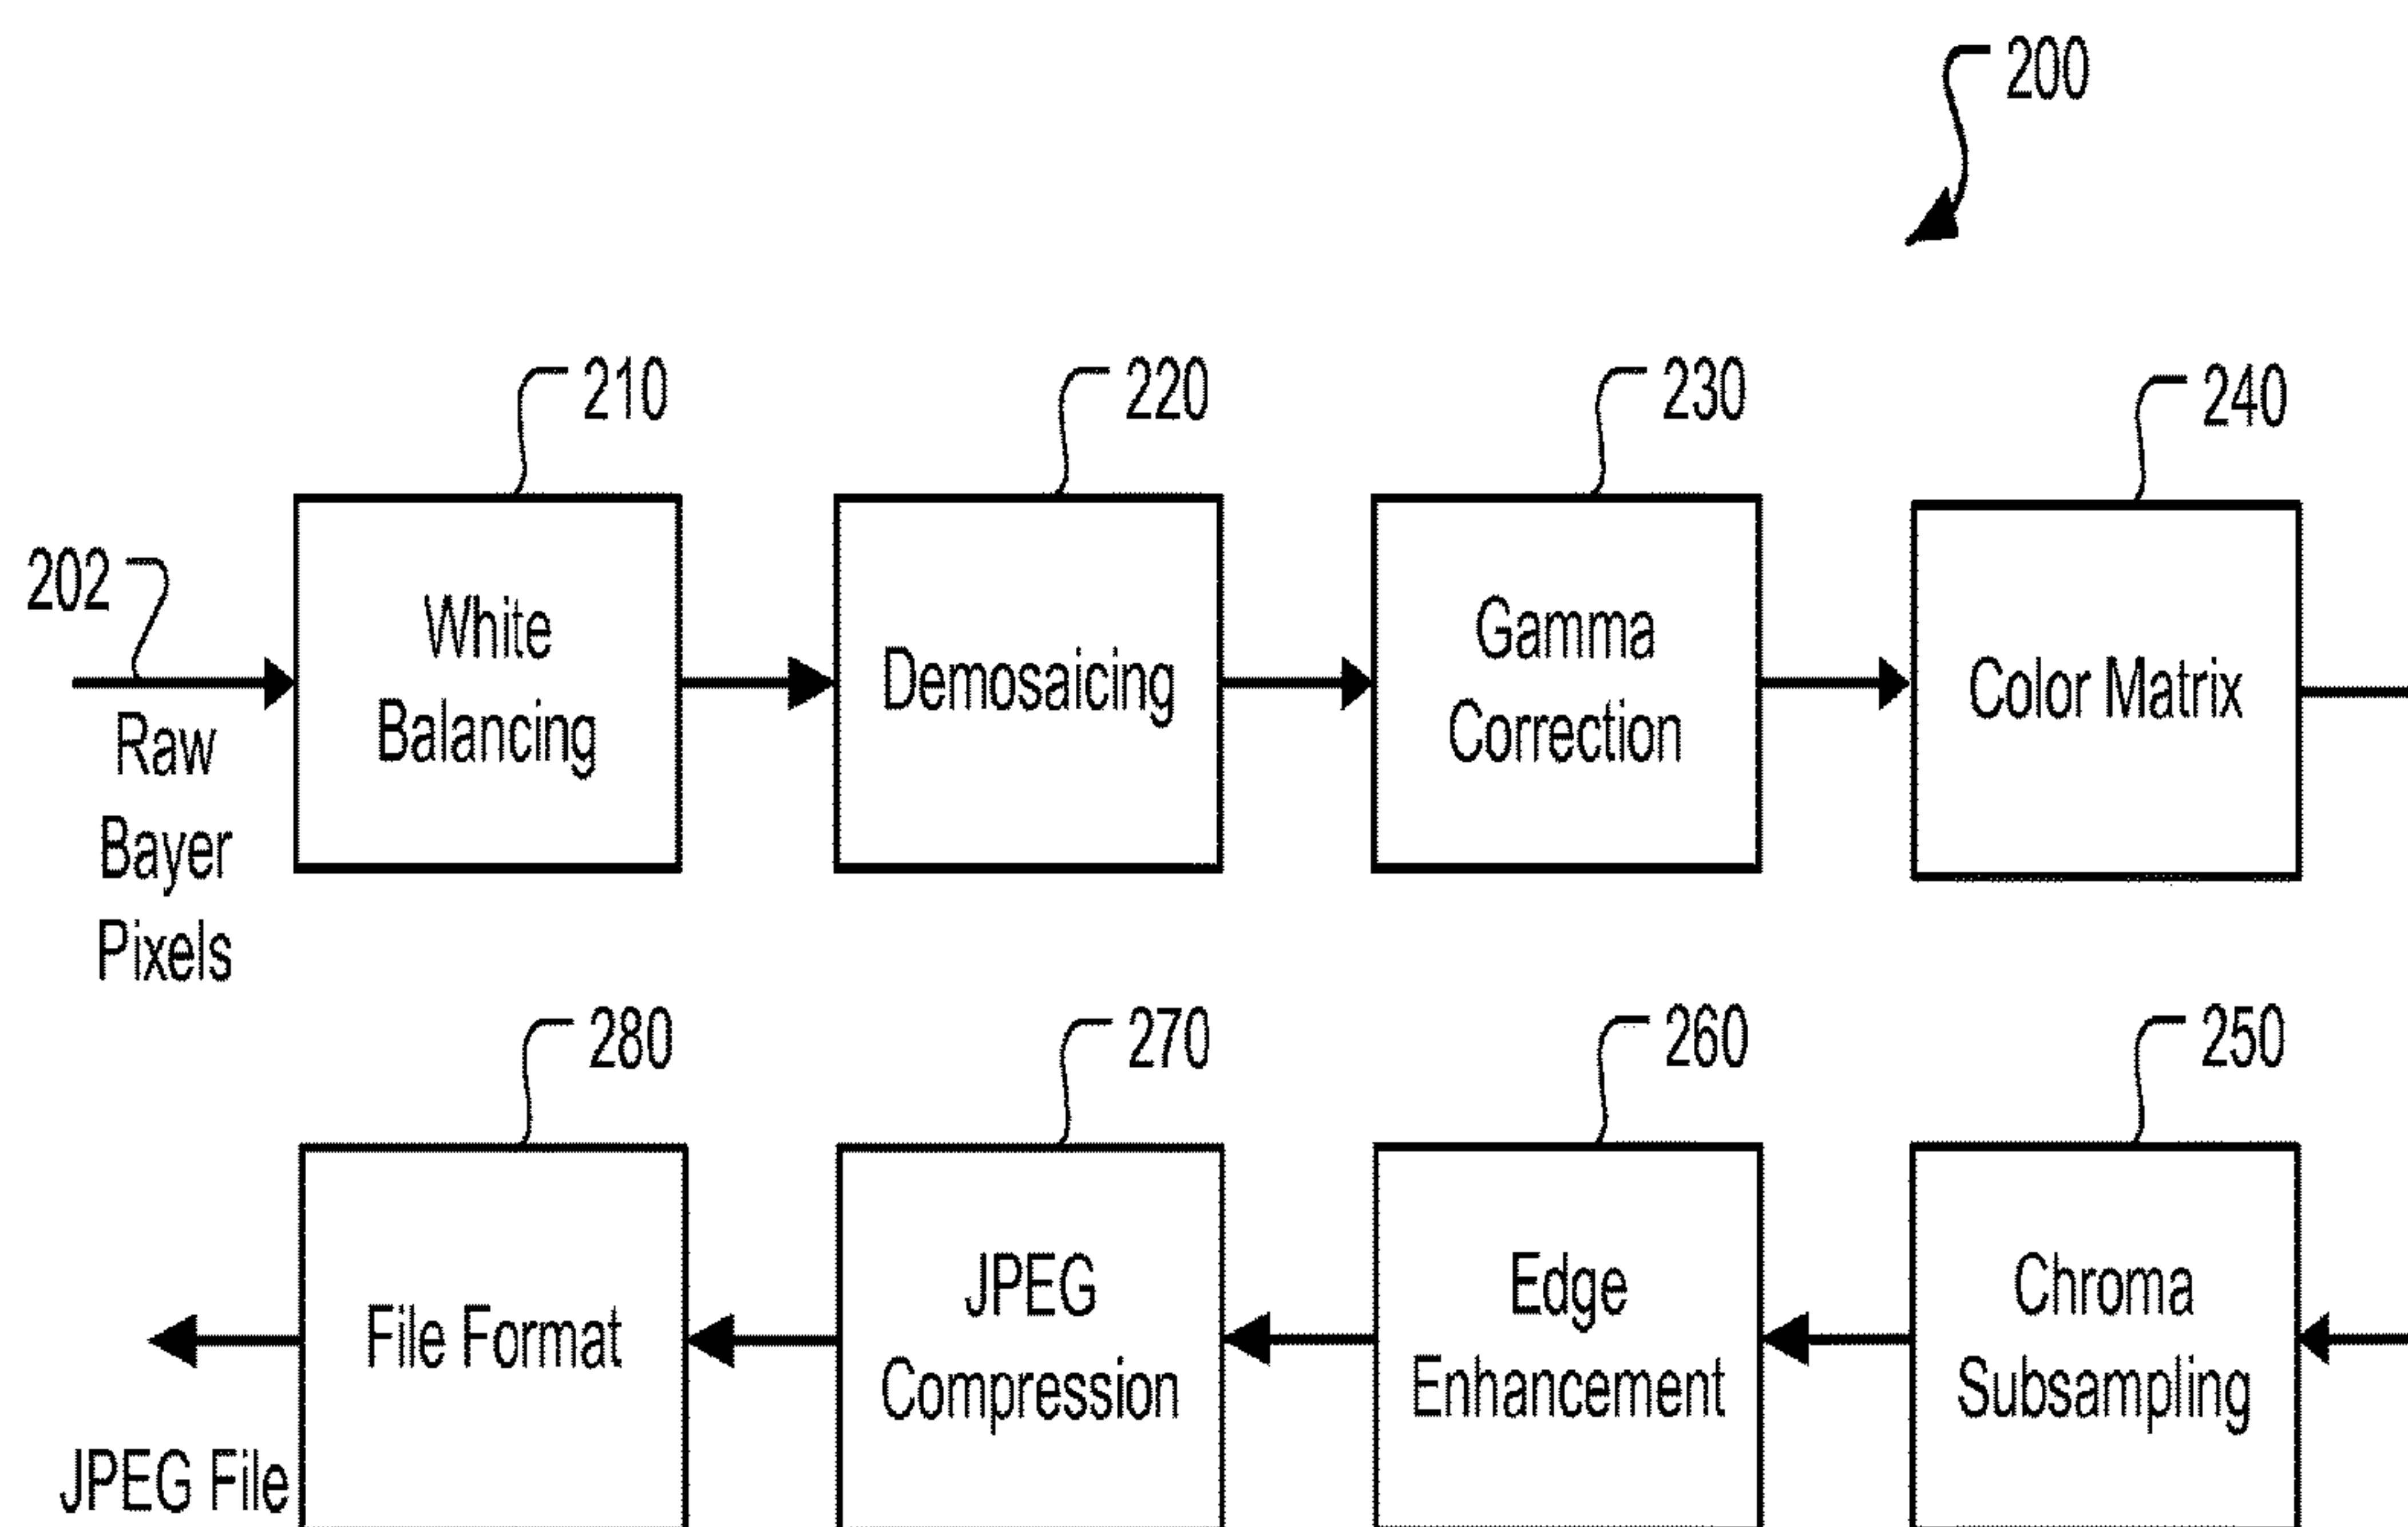 200
210
220
230
240
202
White
Balancing
Demosaicing
Gamma
Correction
Color Matrix
Raw
Bayer
Pixels
280
270
260
250
File Format
JPEG
Compression
Edge
Enhancement
Chroma
Subsampling
JPEG File